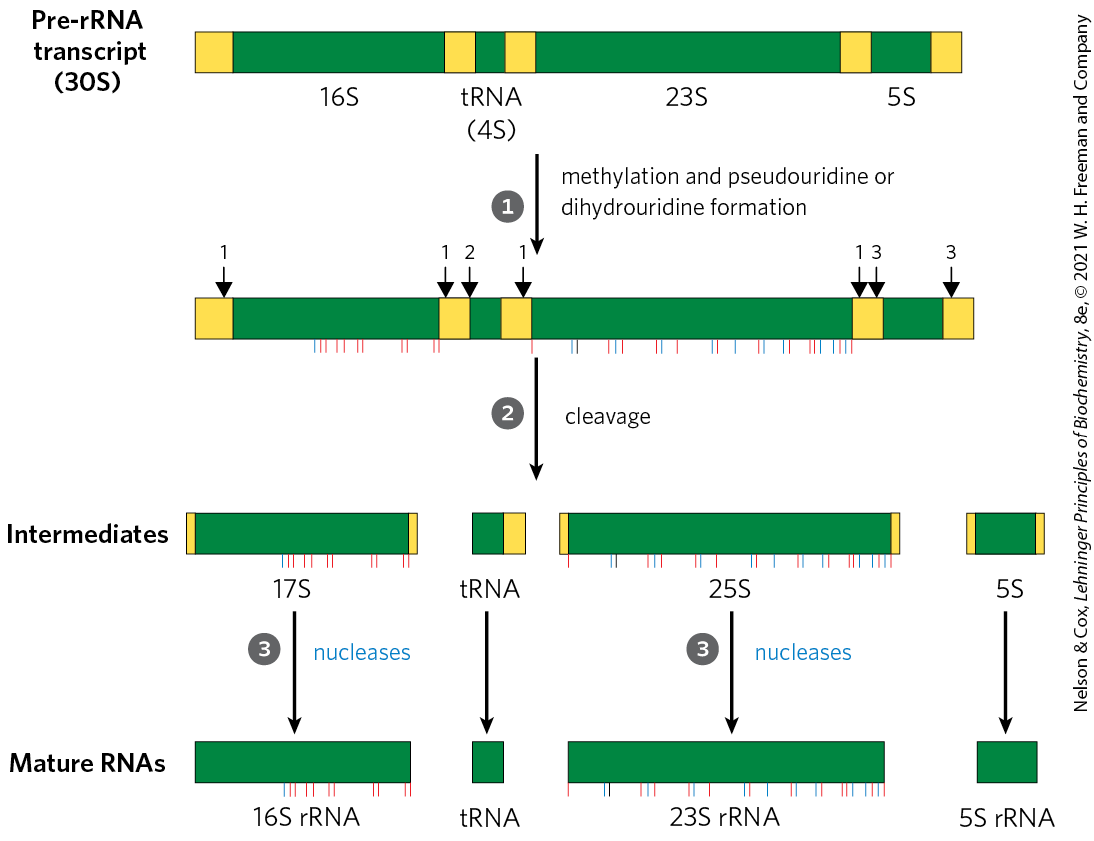 Pre-rRNA
transcript
(30S)
16S
tRNA
(4S)
23S
5S
1
methylation and pseudouridine or
dihydrouridine formation
1 1 2 1 1 3 3
2
cleavage
Intermediates
17S
tRNA
25S
5S
3
nucleases
3
nucleases
Mature RNAs
16S rRNA
tRNA
23S rRNA
5S rRNA
Nelson & Cox, Lehninger Principles of Biochemistry, 8e, © 2021 W. H. Freeman and Company